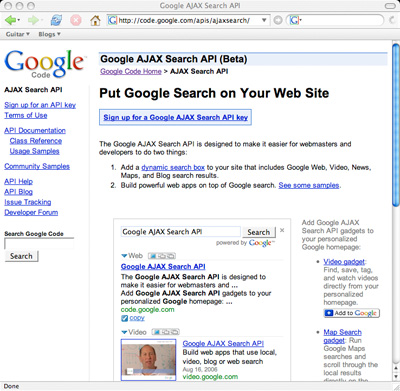 Google AJAX Search API
http://code.google.com/apis/ajaxsearch/
Guitar Blogs
Google
Code
AJAX Search API
Sign up for an API key
Terms of Use
API Documentation
Class Reference
Usage Samples
Community Samples
API Help
API Blog
Issue Tracking
Developer Forum
Search Google Code
Search
Google AJAX Search API (Beta)
Google Code Home > AJAX Search API
Put Google Search on Your Web Site
Sign up for a Google AJAX Search API key
The Google AJAX Search API is designed to make it easier for webmasters and
developers to do two things:
1. Add a dynamic search box to your site that includes Google Web, Video, News,
Maps, and Blog search results.
2. Build powerful web apps on top of Google search. See some samples.
Google AJAX Search API Search ×
powered by Google™
Web
Google AJAX Search API
The Google AJAX Search API is designed to
make it easier for webmasters and ...
Add Google AJAX Search API gadgets to your
personalized Google homepage: ...
code.google.com
copy
Video
Google AJAX Search API
Build web apps that use local,
video, blog or web search
Aug 16, 2006
video.google.com
Add Google AJAX
Search API
gadgets to your
personalized
Google
homepage:
Video gadget:
Find, save, tag,
and watch videos
directly from your
personalized
homepage.
Add to Google
Map Search
gadget: Run
Google Maps
searches and
scroll through the
local results
directly on the
Done